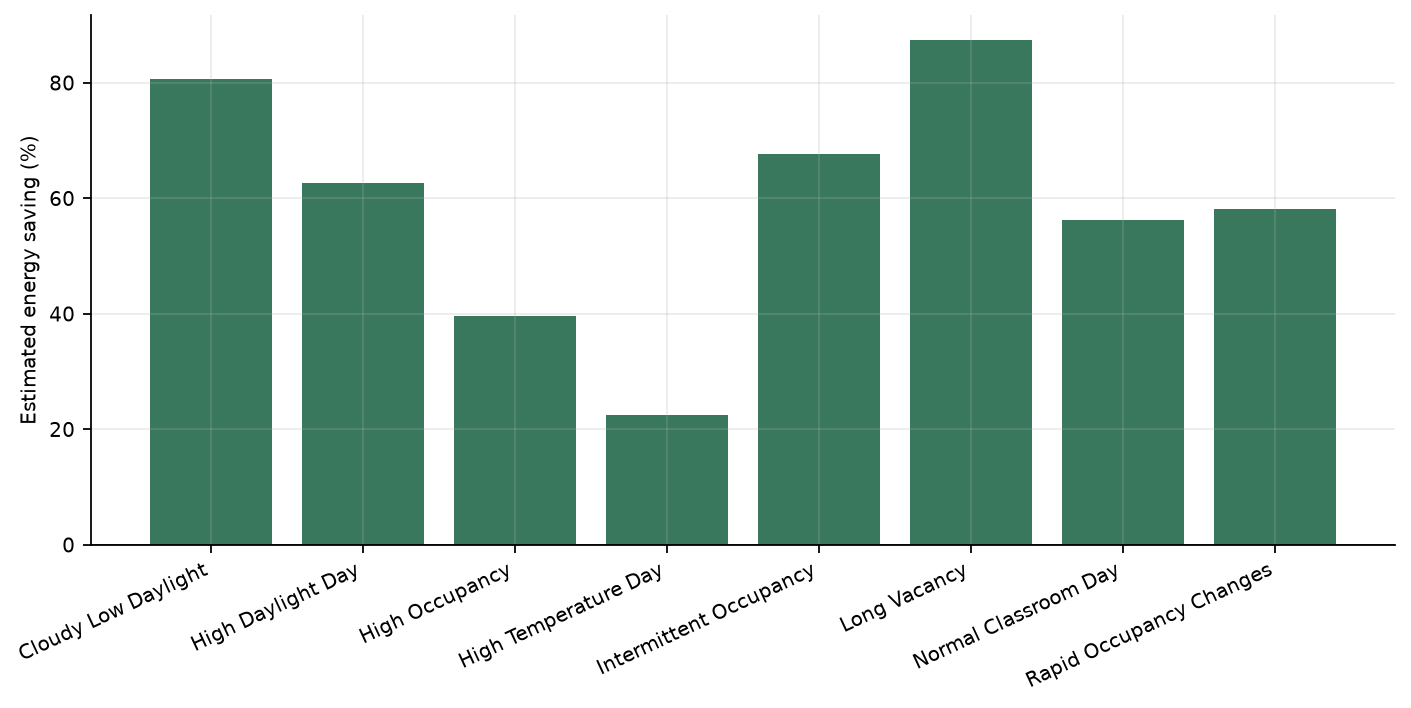 Estimated energy saving (%)
80
60
40
20
0
Cloudy Low Daylight
High Daylight Day
High Occupancy
High Temperature Day
Intermittent Occupancy
Long Vacancy
Normal Classroom Day
Rapid Occupancy Changes